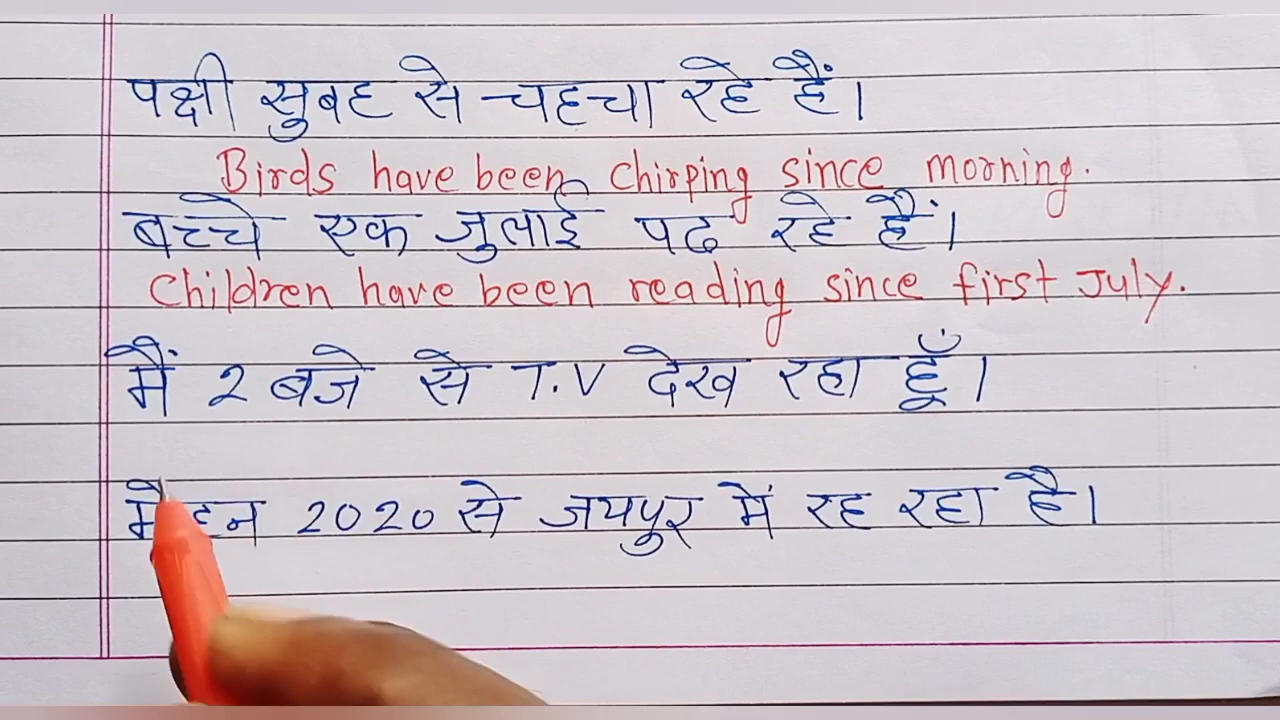 पक्षी सुबह से चहचा रहे हैं।
Birds have been chirping since morning.
बच्चे एक जुलाई पढ रहे हैं।
Children have been reading since first July.
मैं 2 बजे से T.V देख रहा हूँ।
मोहन 2020 से जयपुर में रह रहा है।